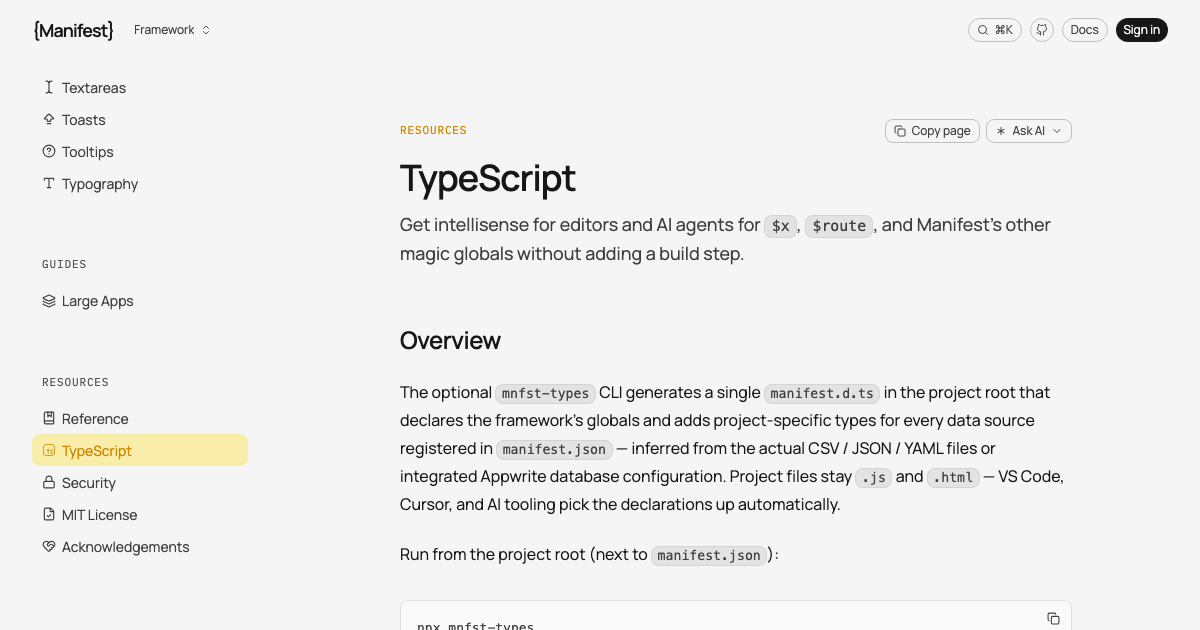 {Manifest}
Framework
⌘K
Docs
Sign in
Textareas
Toasts
Tooltips
Typography
GUIDES
Large Apps
RESOURCES
Reference
TypeScript
Security
MIT License
Acknowledgements
RESOURCES
Copy page
Ask AI
TypeScript
Get intellisense for editors and AI agents for $x, $route, and Manifest's other
magic globals without adding a build step.
Overview
The optional mnfst-types CLI generates a single manifest.d.ts in the project root that
declares the framework's globals and adds project-specific types for every data source
registered in manifest.json — inferred from the actual CSV / JSON / YAML files or
integrated Appwrite database configuration. Project files stay .js and .html — VS Code,
Cursor, and AI tooling pick the declarations up automatically.
Run from the project root (next to manifest.json):
npx mnfst-types